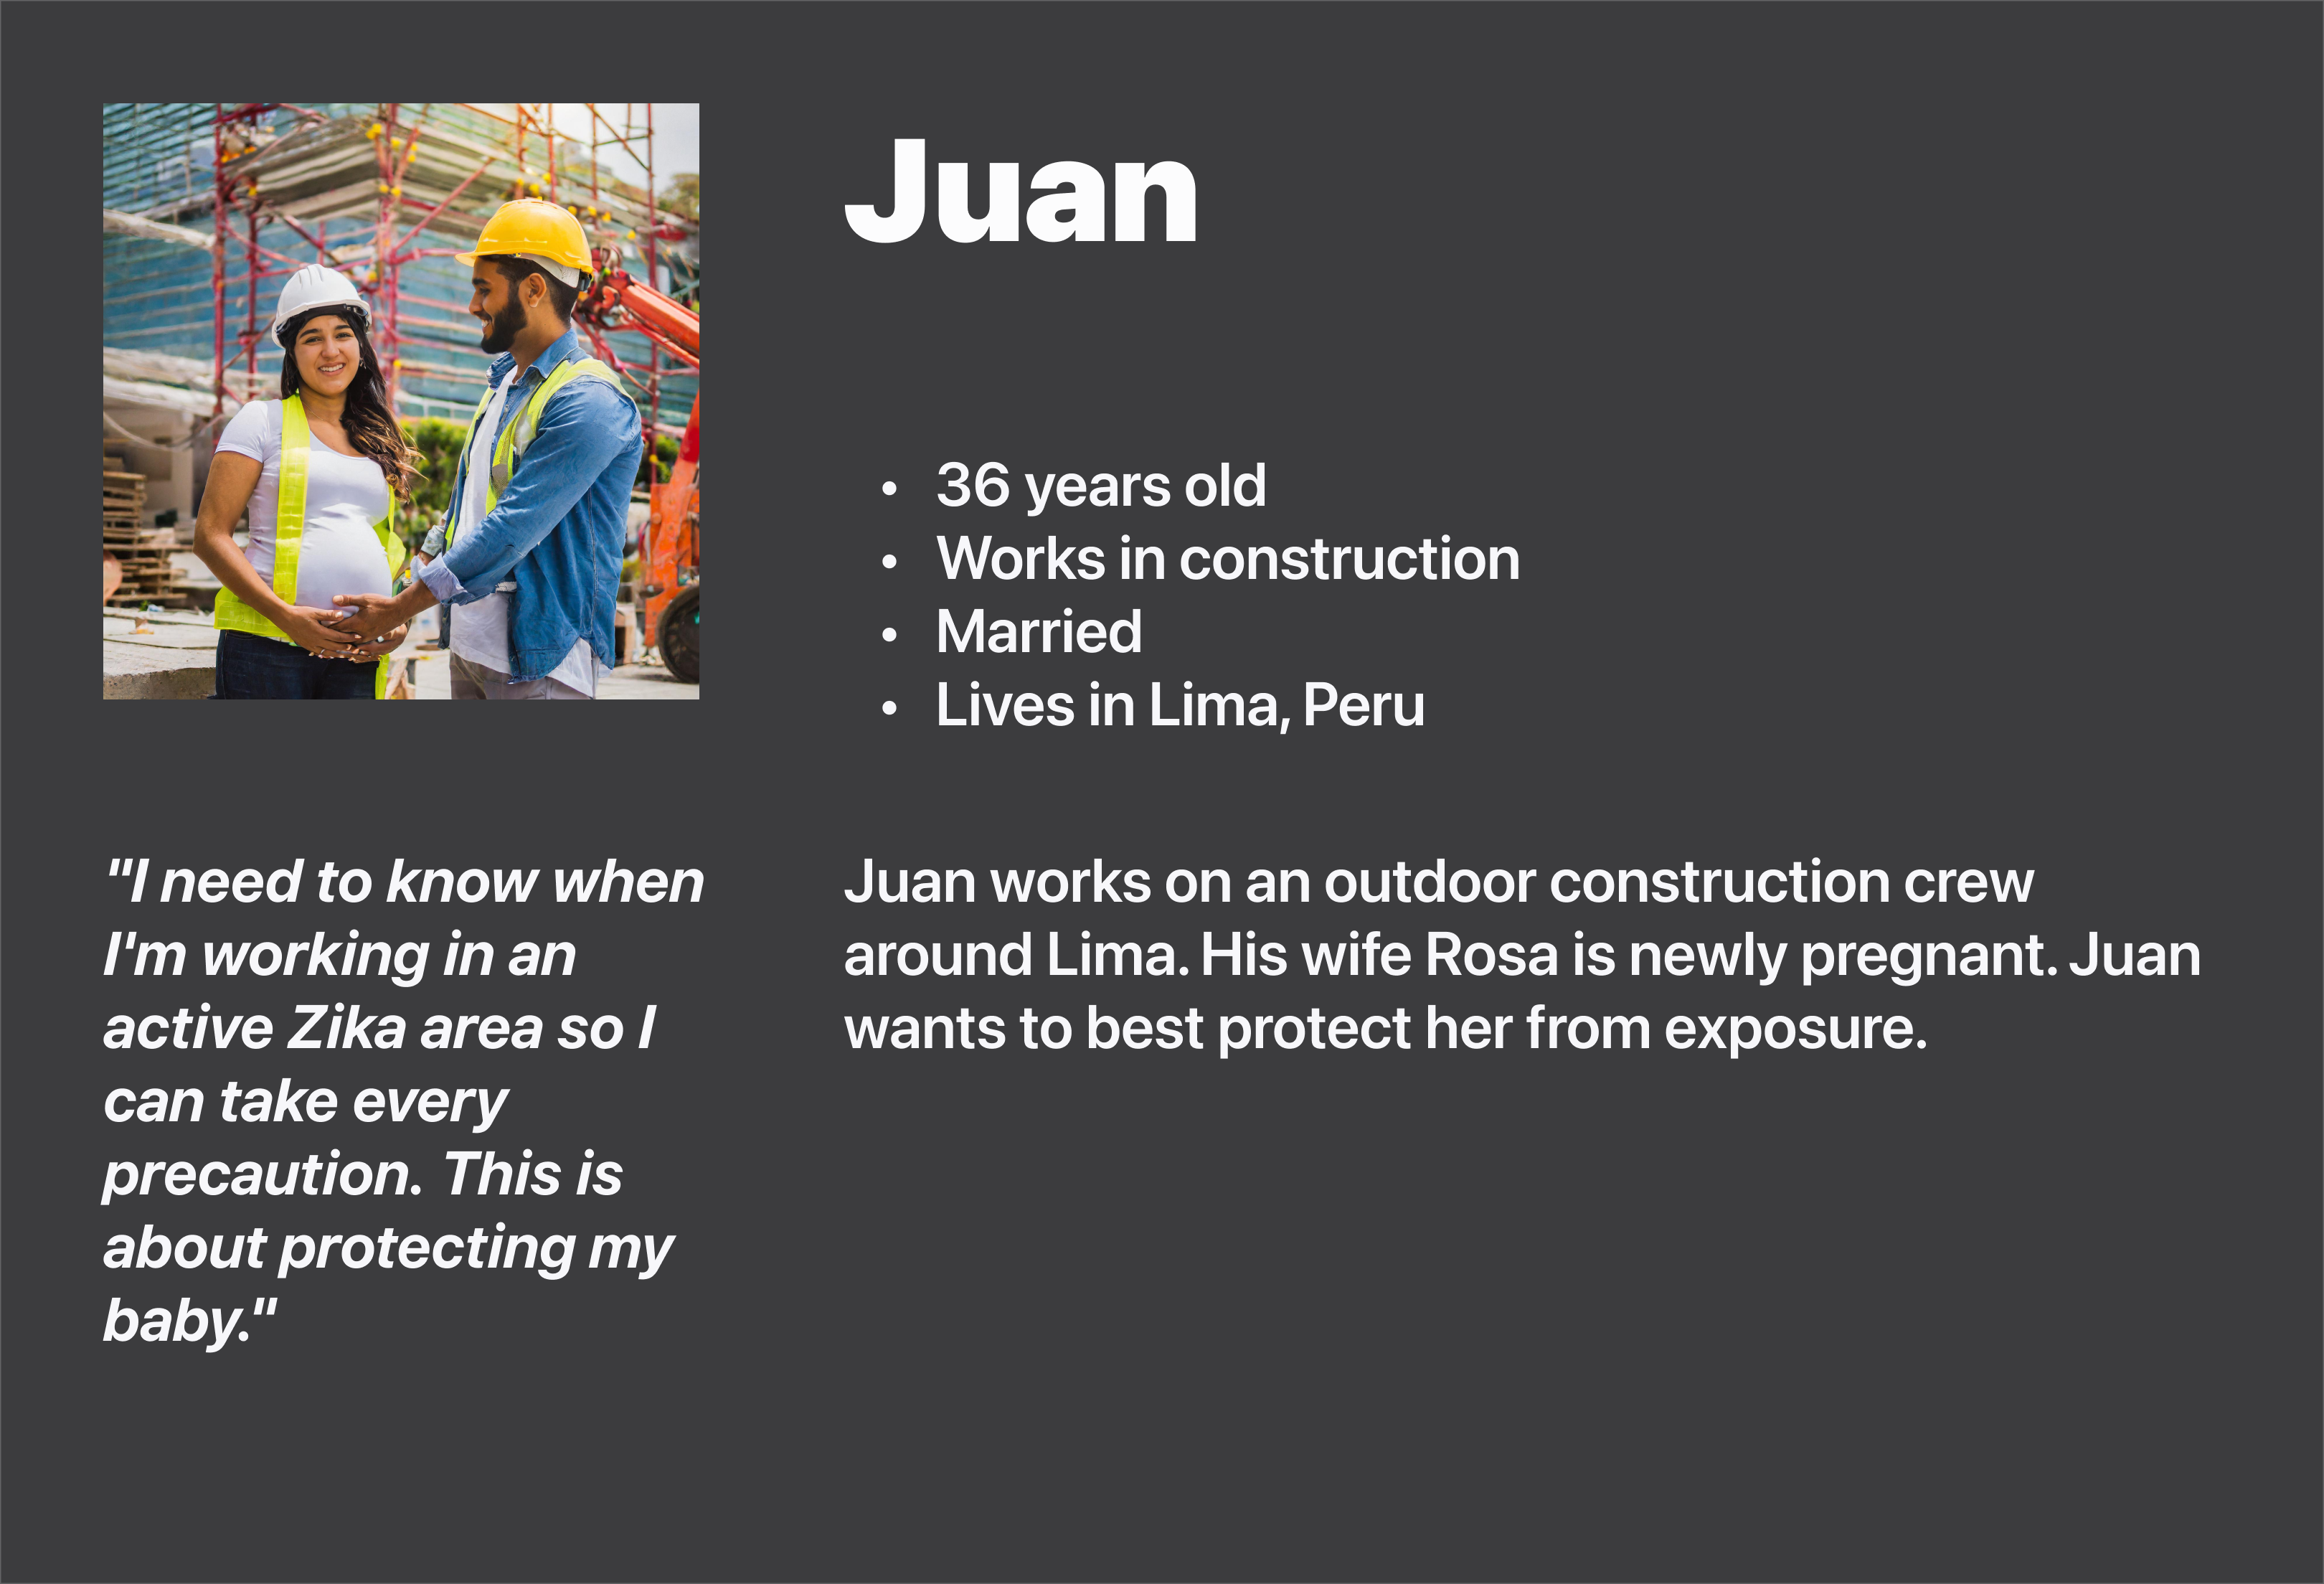 Juan
• 36 years old
• Works in construction
• Married
• Lives in Lima, Peru
"I need to know when
I'm working in an
active Zika area so I
can take every
precaution. This is
about protecting my
baby."
Juan works on an outdoor construction crew
around Lima. His wife Rosa is newly pregnant. Juan
wants to best protect her from exposure.